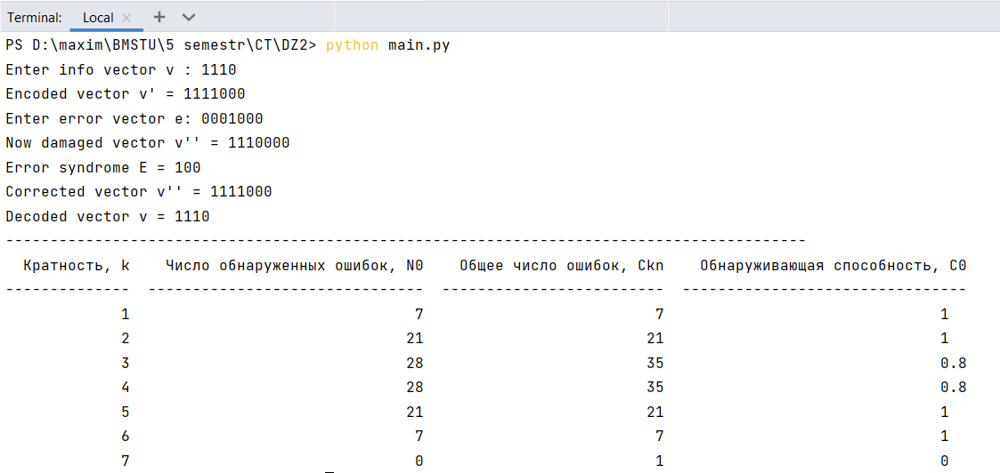 Terminal: Local × + ∨
PS D:\maxim\BMSTU\5 semestr\CT\DZ2> python main.py
Enter info vector v : 1110
Encoded vector v' = 1111000
Enter error vector e: 0001000
Now damaged vector v'' = 1110000
Error syndrome E = 100
Corrected vector v'' = 1111000
Decoded vector v = 1110
------------------------------------------------------------------------------------------
Кратность, k Число обнаруженных ошибок, N0 Общее число ошибок, Ckn Обнаруживающая способность, C0
-------------- ------------------------------- ------------------------- --------------------------------
1 7 7 1
2 21 21 1
3 28 35 0.8
4 28 35 0.8
5 21 21 1
6 7 7 1
7 0 1 0